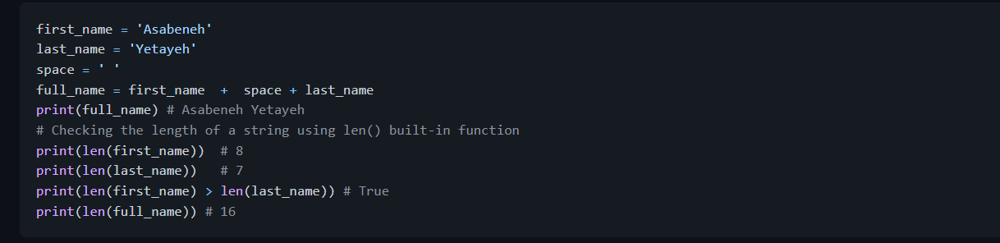 first_name = 'Asabeneh'
last_name = 'Yetayeh'
space = ' '
full_name = first_name  +  space + last_name
print(full_name) # Asabeneh Yetayeh
# Checking the length of a string using len() built-in function
print(len(first_name))  # 8
print(len(last_name))   # 7
print(len(first_name) > len(last_name)) # True
print(len(full_name)) # 16